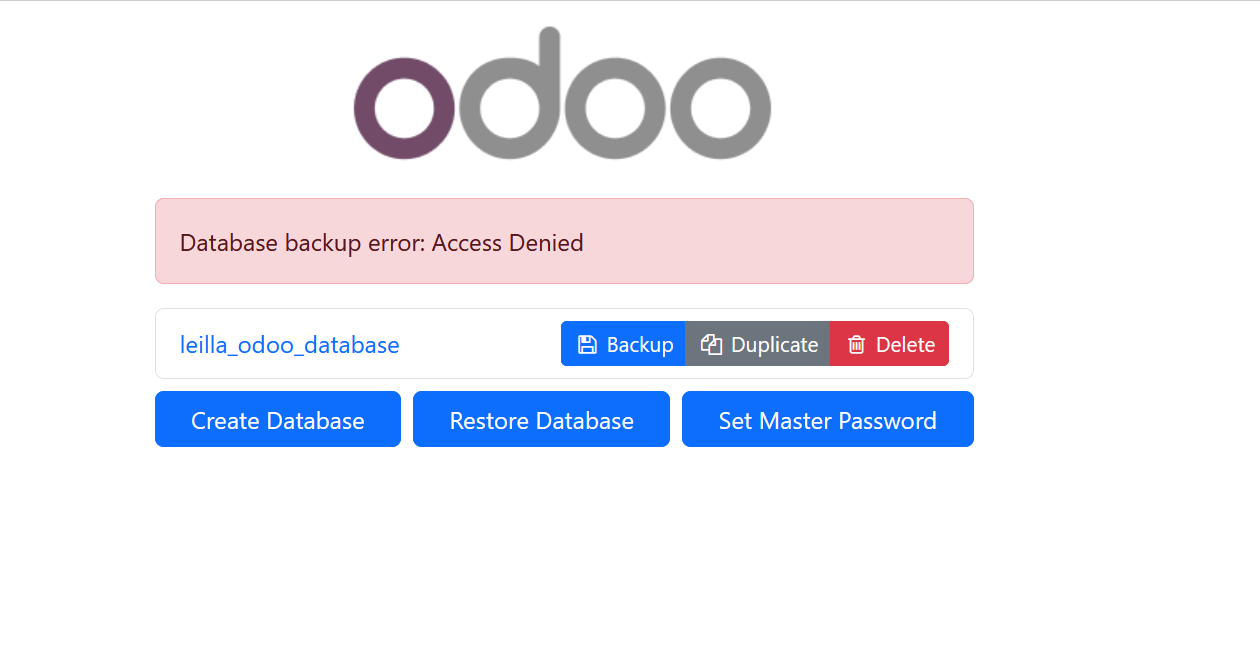 odoo
Database backup error: Access Denied
leilla_odoo_database Backup Duplicate Delete
Create Database Restore Database Set Master Password